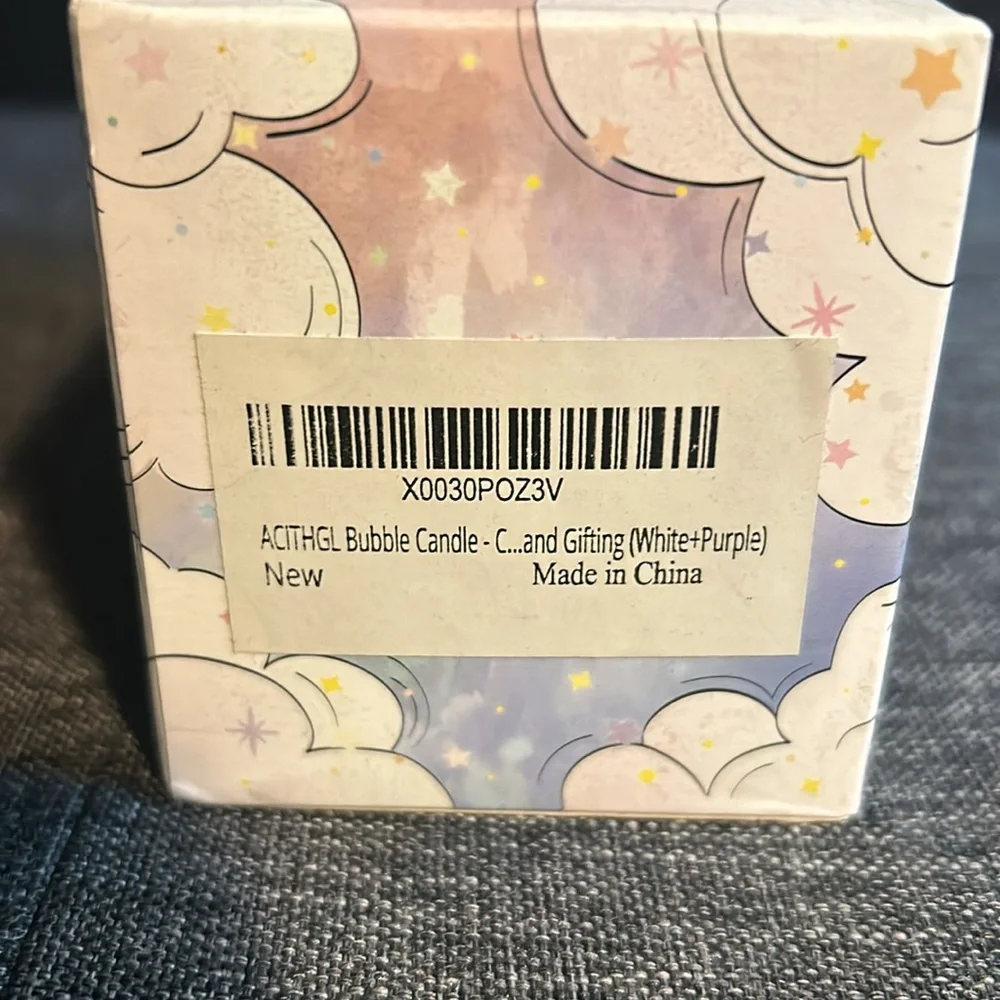 X0030POZ3V
ACITHGL Bubble Candle - C...and Gifting (White+Purple)
New Made in China